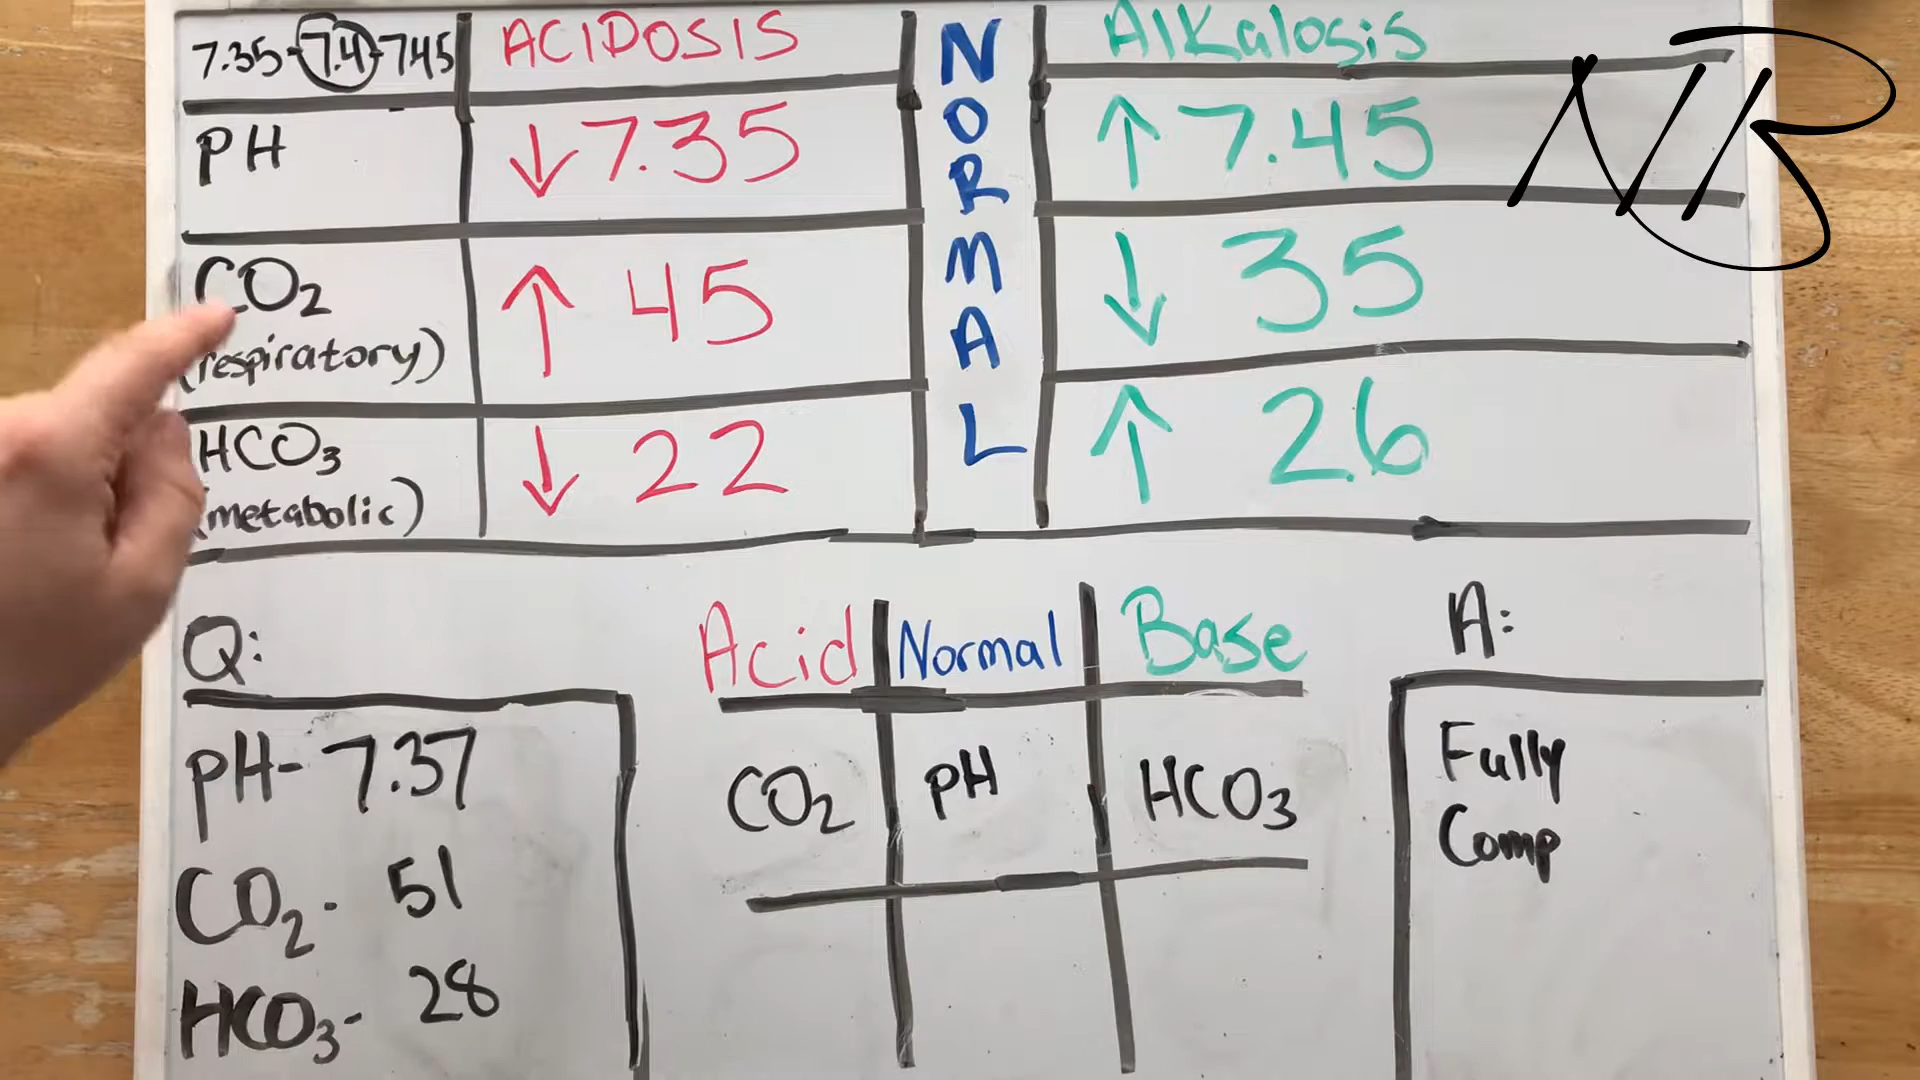 7.35-7.4-7.45 ACIDOSIS NORMAL Alkalosis
PH ↓ 7.35 ↑ 7.45
CO₂ ↑ 45 ↓ 35
(respiratory)
HCO₃ ↓ 22 ↑ 26
(metabolic)
Q:
pH- 7.37
CO₂- 51
HCO₃- 28
Acid Normal Base
CO₂ pH HCO₃
A:
Fully
Comp
NR